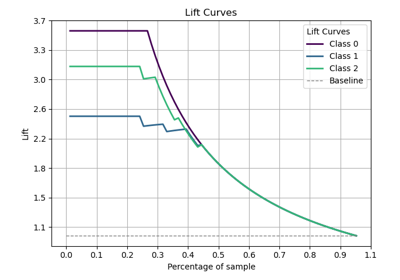 Lift Curves
3.7
3.3
3.0
2.6
2.2
1.8
1.5
1.1
Lift
Lift Curves
Class 0
Class 1
Class 2
Baseline
0.0 0.1 0.2 0.3 0.4 0.5 0.6 0.7 0.8 0.9 1.0 1.1
Percentage of sample